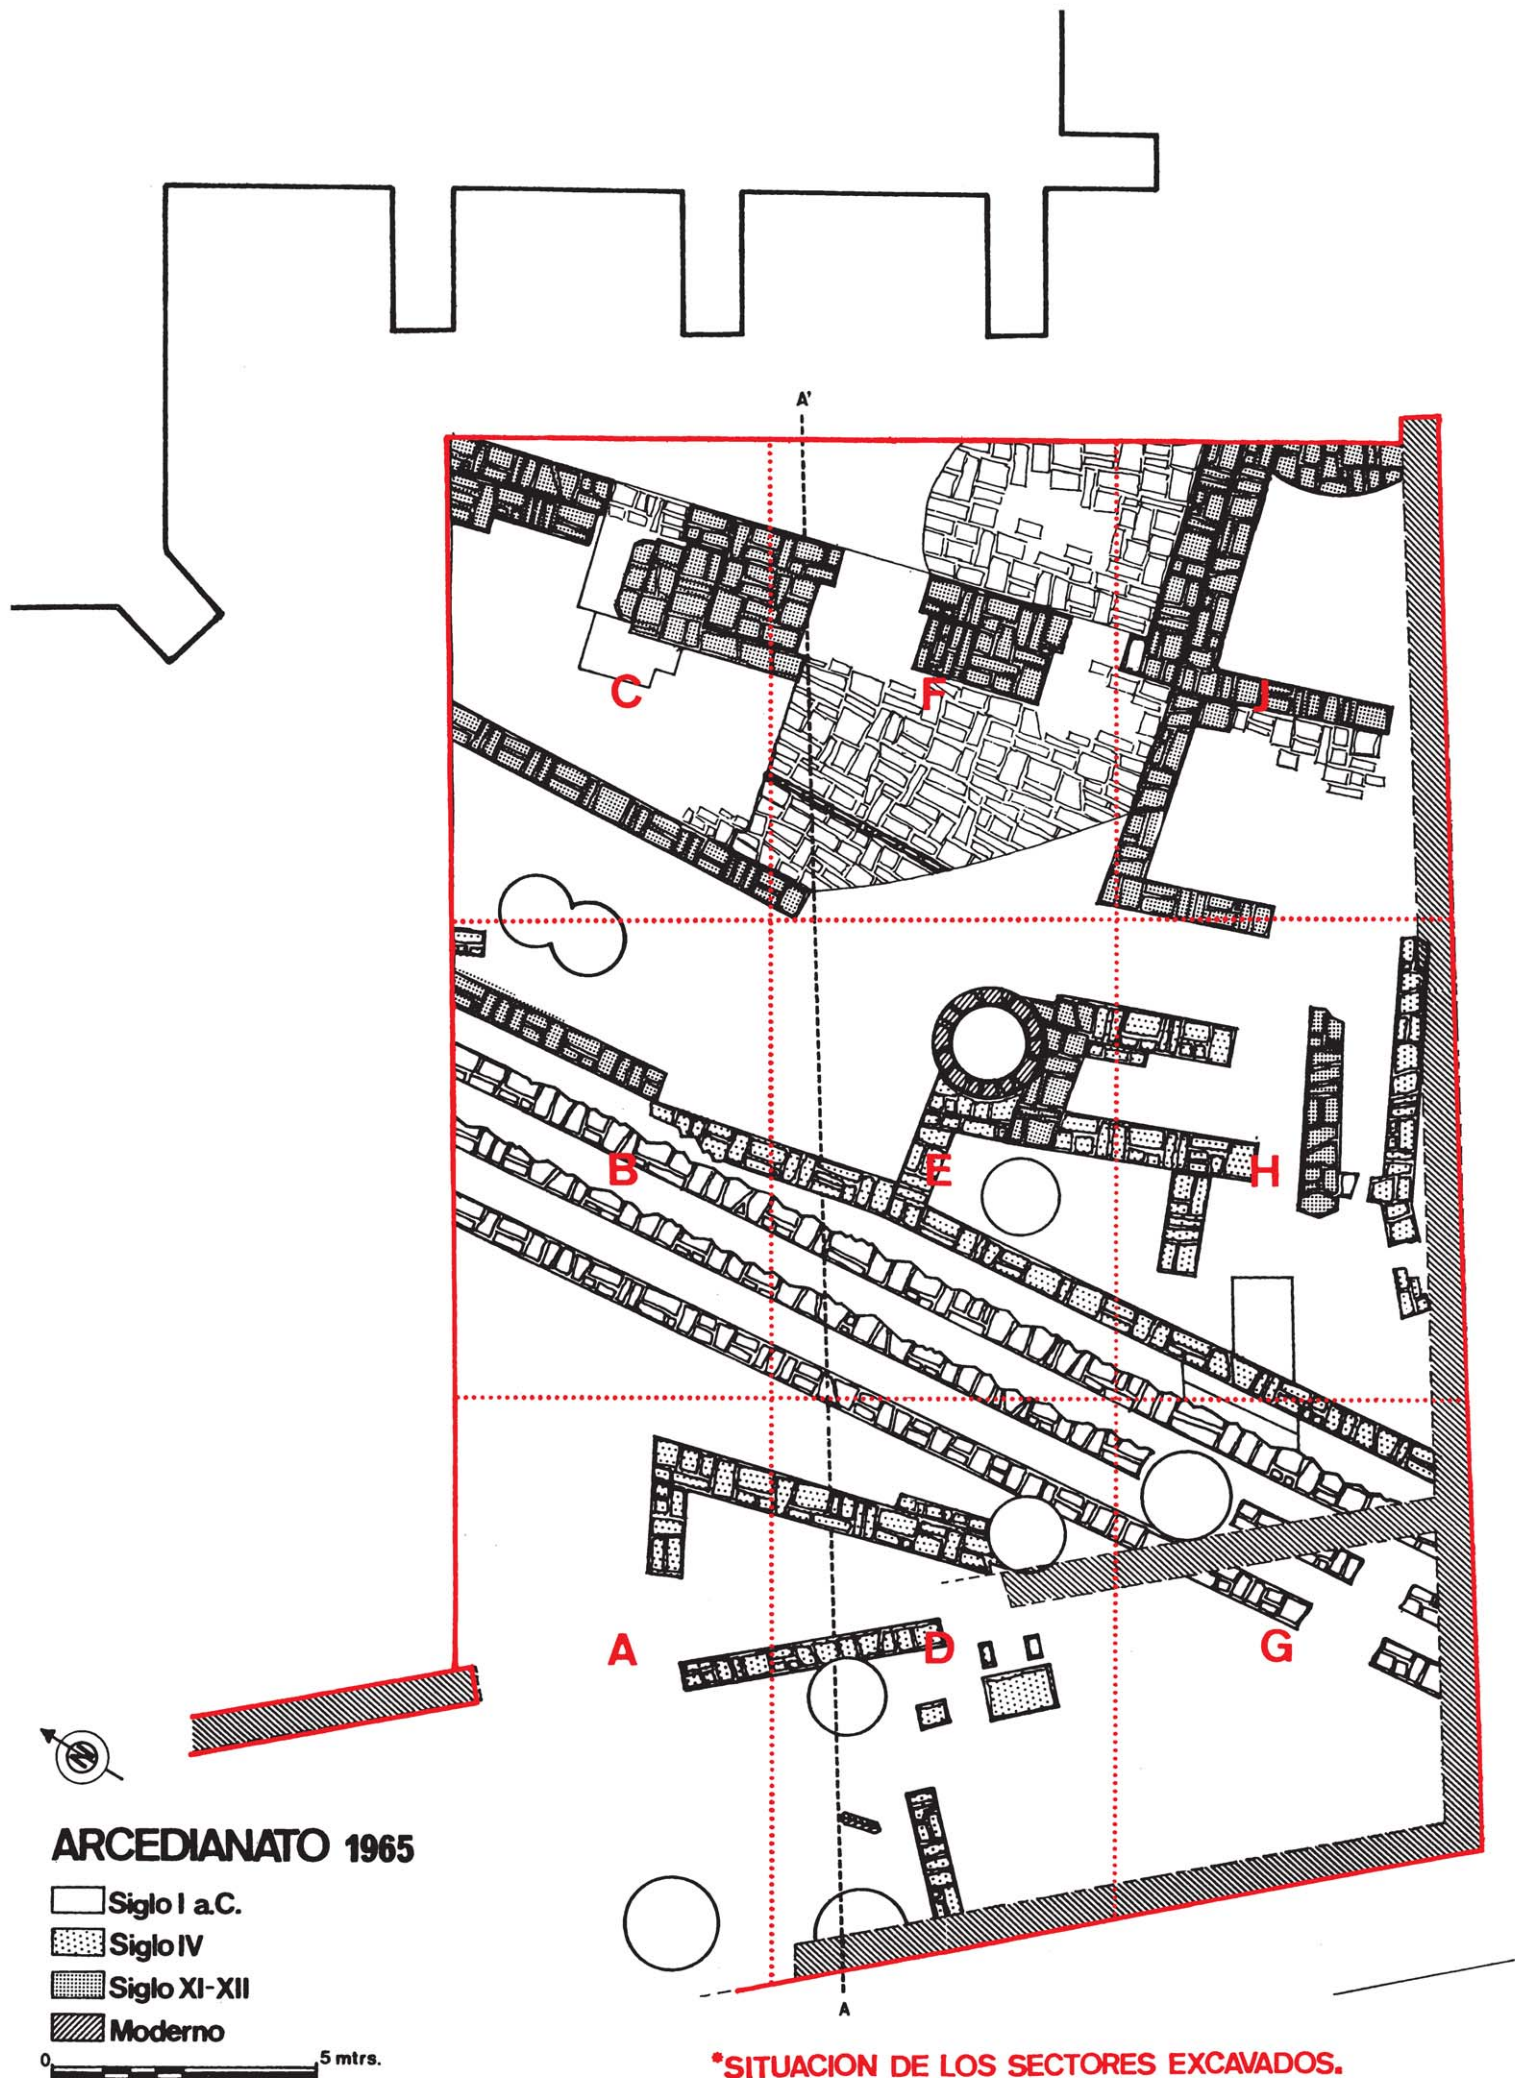 A'
C
F
J
B
E
H
A
D
G
N
ARCEDIANATO 1965
Siglo I a.C.
Siglo IV
Siglo XI-XII
Moderno
0 5 mtrs.
A
*SITUACION DE LOS SECTORES EXCAVADOS.